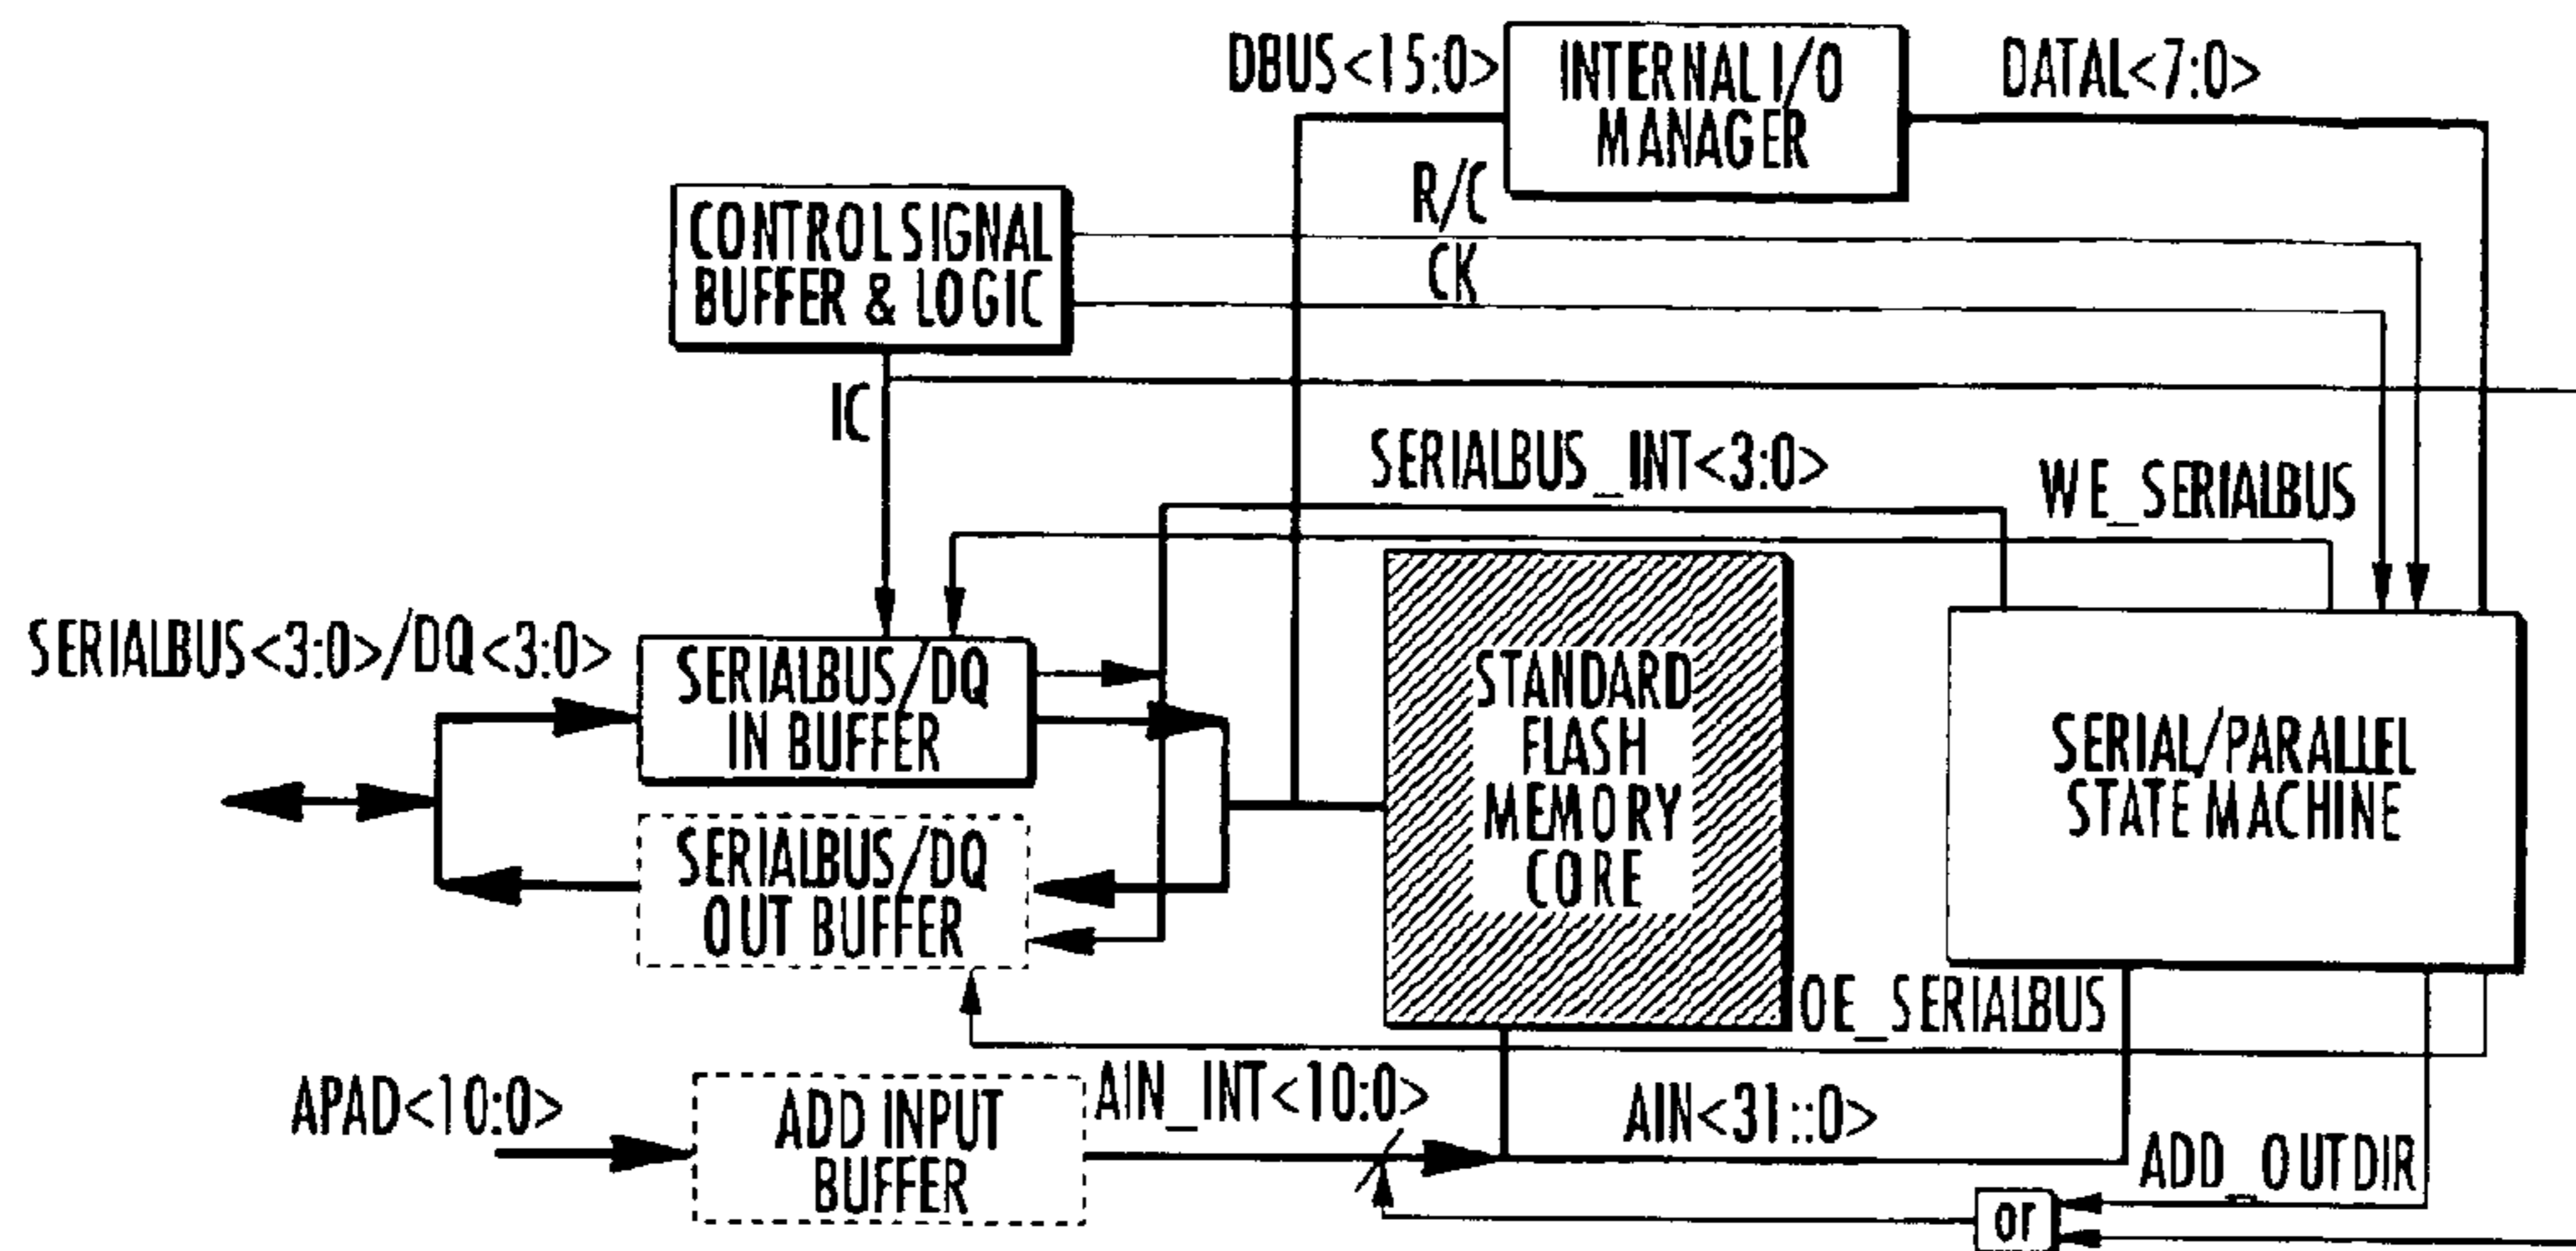 DBUS<15:0>
INTERNAL I/O
MANAGER
DATAL<7:0>
R/C
CK
CONTROL SIGNAL
BUFFER & LOGIC
IC
SERIALBUS_INT<3:0>
WE_SERIALBUS
SERIALBUS<3:0>/DQ<3:0>
SERIALBUS/DQ
IN BUFFER
STANDARD
FLASH
MEMORY
CORE
SERIAL/PARALLEL
STATE MACHINE
SERIALBUS/DQ
OUT BUFFER
OE_SERIALBUS
APAD<10:0>
ADD INPUT
BUFFER
AIN_INT<10:0>
AIN<31::0>
ADD_OUTDIR
or